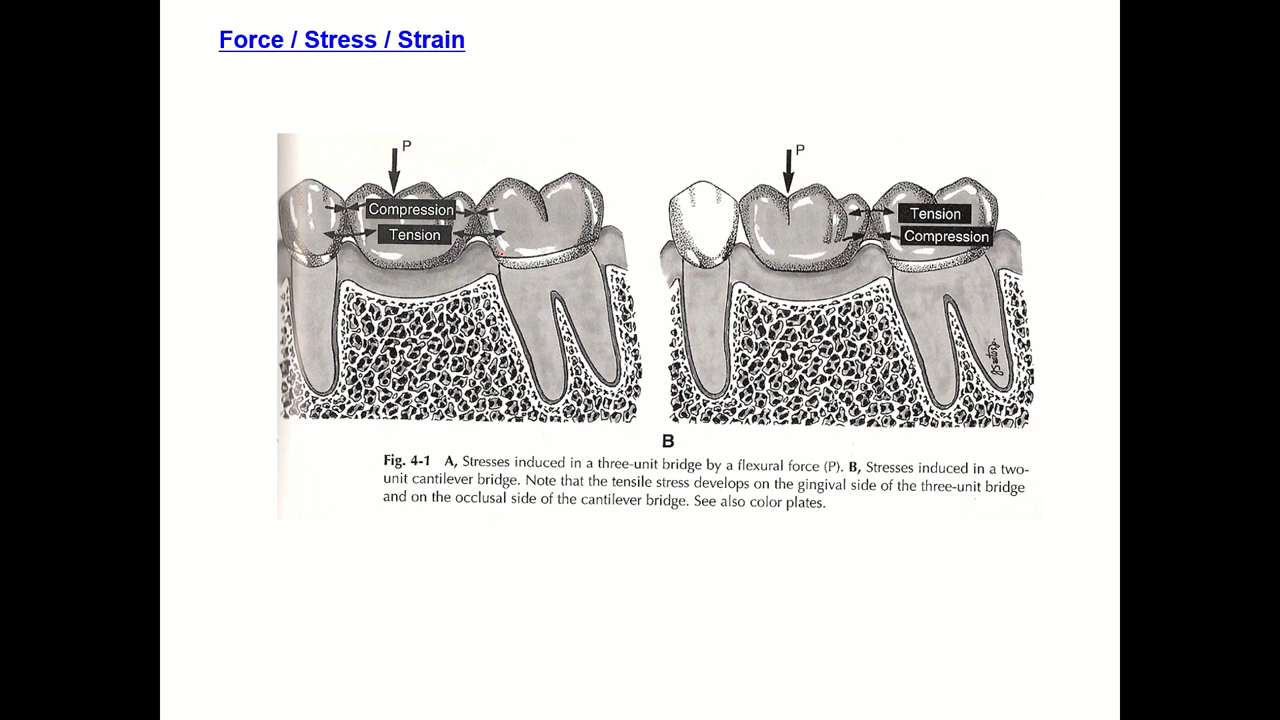 Force / Stress / Strain
P
Compression
Tension
P
Tension
Compression
B
Fig. 4-1 A, Stresses induced in a three-unit bridge by a flexural force (P). B, Stresses induced in a two-
unit cantilever bridge. Note that the tensile stress develops on the gingival side of the three-unit bridge
and on the occlusal side of the cantilever bridge. See also color plates.